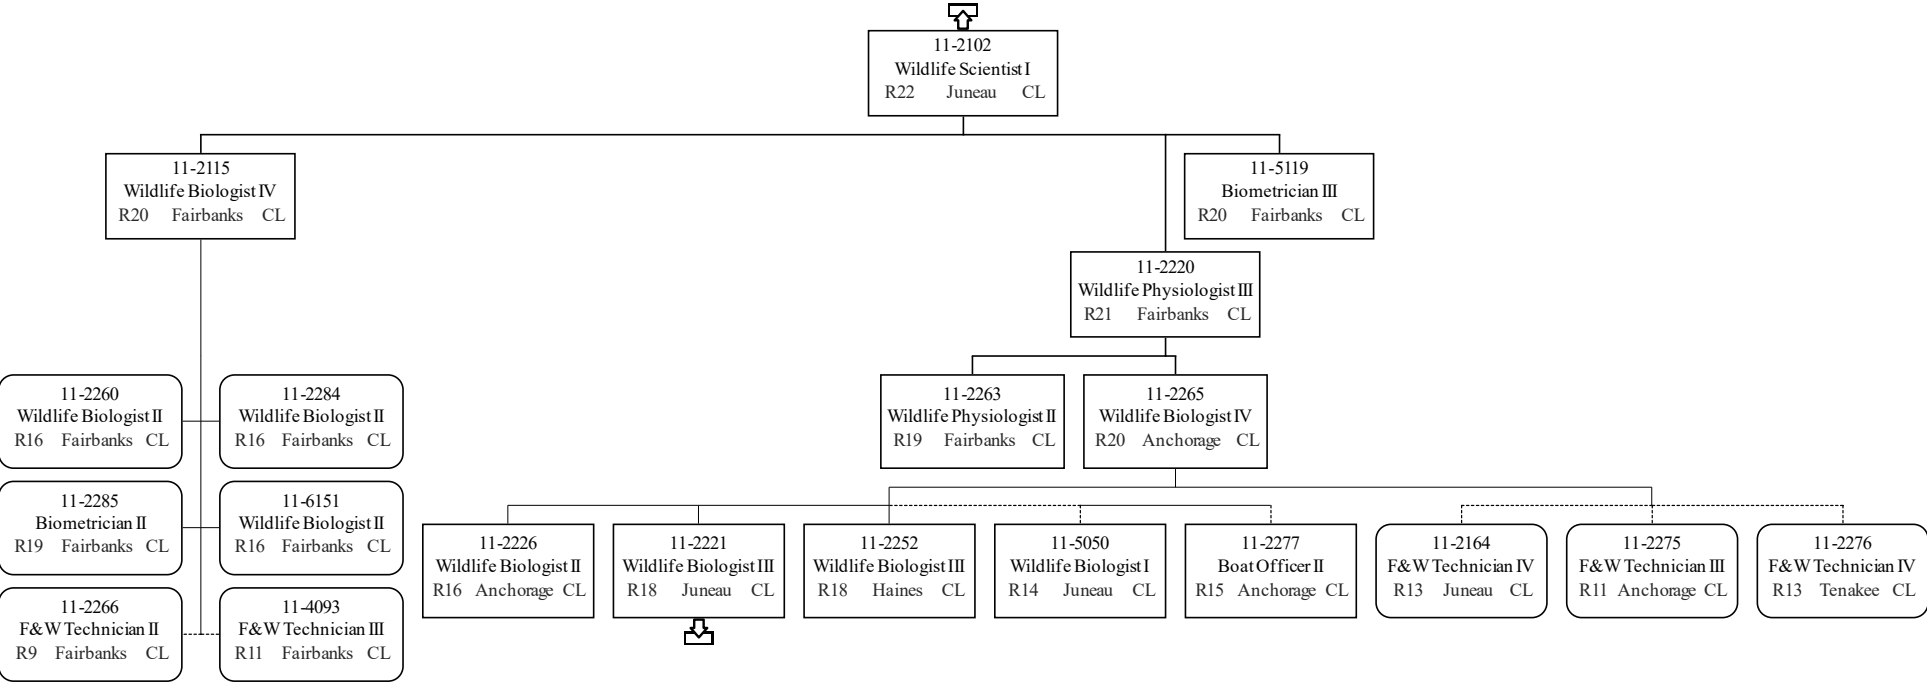 11-2102
Wildlife Scientist I
R22 Juneau CL
11-2115
Wildlife Biologist IV
R20 Fairbanks CL
11-5119
Biometrician III
R20 Fairbanks CL
11-2220
Wildlife Physiologist III
R21 Fairbanks CL
11-2260
Wildlife Biologist II
R16 Fairbanks CL
11-2284
Wildlife Biologist II
R16 Fairbanks CL
11-2263
Wildlife Physiologist II
R19 Fairbanks CL
11-2265
Wildlife Biologist IV
R20 Anchorage CL
11-2285
Biometrician II
R19 Fairbanks CL
11-6151
Wildlife Biologist II
R16 Fairbanks CL
11-2226
Wildlife Biologist II
R16 Anchorage CL
11-2221
Wildlife Biologist III
R18 Juneau CL
11-2252
Wildlife Biologist III
R18 Haines CL
11-5050
Wildlife Biologist I
R14 Juneau CL
11-2277
Boat Officer II
R15 Anchorage CL
11-2164
F&W Technician IV
R13 Juneau CL
11-2275
F&W Technician III
R11 Anchorage CL
11-2276
F&W Technician IV
R13 Tenakee CL
11-2266
F&W Technician II
R9 Fairbanks CL
11-4093
F&W Technician III
R11 Fairbanks CL